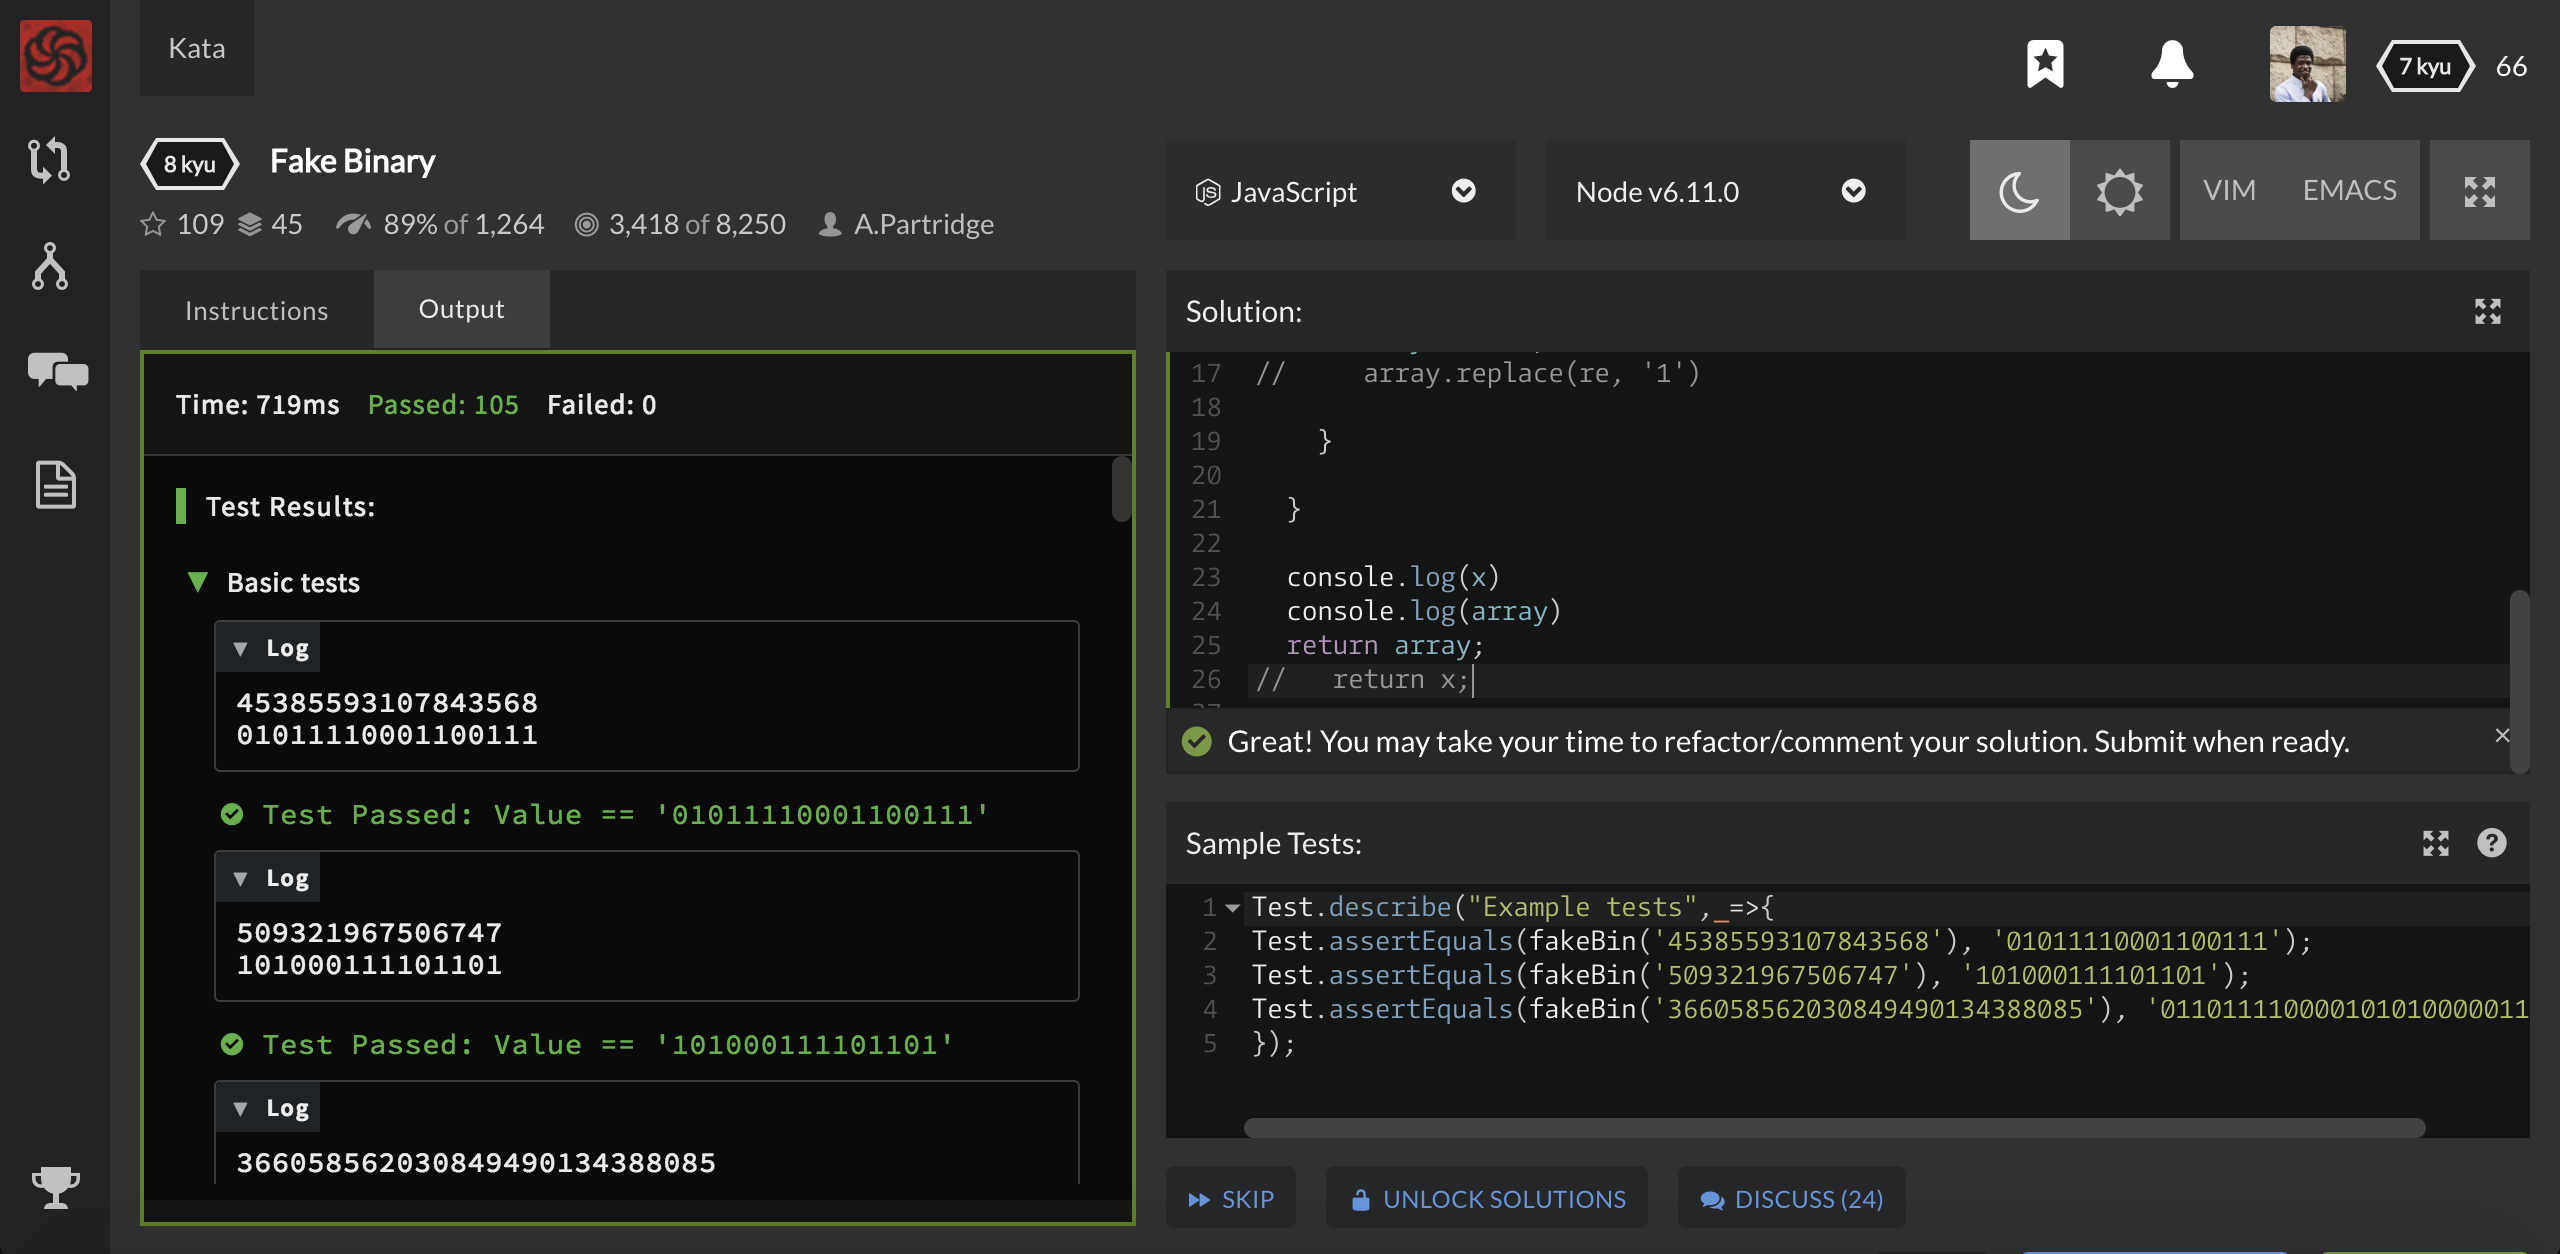 Kata
7 kyu 66
8 kyu Fake Binary
109 45 89% of 1,264 3,418 of 8,250 A.Partridge
JS JavaScript
Node v6.11.0
VIM EMACS
Instructions Output
Time: 719ms Passed: 105 Failed: 0
Test Results:
▼ Basic tests
▼ Log
45385593107843568
01011110001100111
Test Passed: Value == '01011110001100111'
▼ Log
509321967506747
101000111101101
Test Passed: Value == '101000111101101'
▼ Log
366058562030849490134388085
Solution:
17 // array.replace(re, '1')
18
19 }
20
21 }
22
23 console.log(x)
24 console.log(array)
25 return array;
26 // return x;
Great! You may take your time to refactor/comment your solution. Submit when ready. ×
Sample Tests: ?
1 Test.describe("Example tests",_=>{
2 Test.assertEquals(fakeBin('45385593107843568'), '01011110001100111');
3 Test.assertEquals(fakeBin('509321967506747'), '101000111101101');
4 Test.assertEquals(fakeBin('366058562030849490134388085'), '011011110000101010000011
5 });
SKIP UNLOCK SOLUTIONS DISCUSS (24)